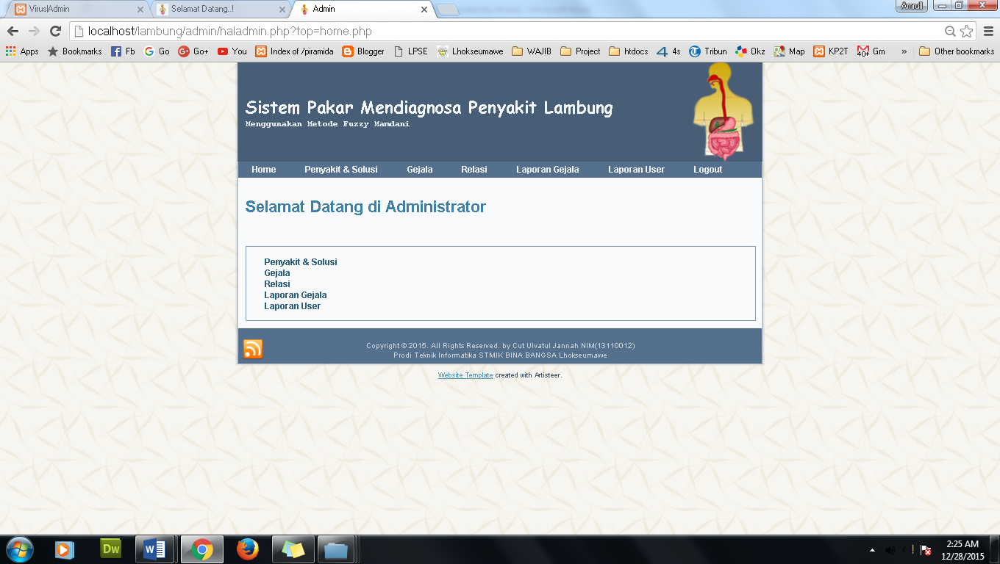 Virus|Admin
Selamat Datang..!
Admin
Amrull
localhost/lambung/admin/haladmin.php?top=home.php
Apps Bookmarks Fb Go Go+ You Index of /piramida Blogger LPSE Lhokseumawe WAJIB Project htdocs 4s Tribun Okz Map KP2T 40+ Gm » Other bookmarks
Sistem Pakar Mendiagnosa Penyakit Lambung
Menggunakan Metode Fuzzy Mamdani
Home Penyakit & Solusi Gejala Relasi Laporan Gejala Laporan User Logout
Selamat Datang di Administrator
Penyakit & Solusi
Gejala
Relasi
Laporan Gejala
Laporan User
Copyright © 2015. All Rights Reserved. by Cut Ulvatul Jannah NIM(13110012)
Prodi Teknik Informatika STMIK BINA BANGSA Lhokseumawe
Website Template created with Artisteer.
Dw
W
2:25 AM
12/28/2015